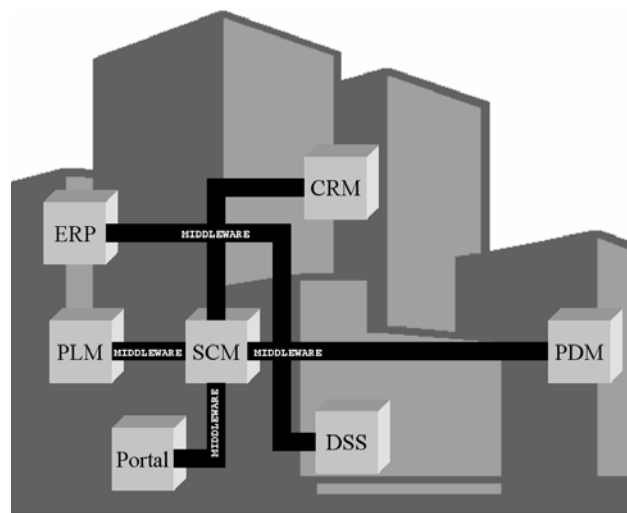 CRM
ERP
MIDDLEWARE
PLM
MIDDLEWARE
SCM
MIDDLEWARE
PDM
MIDDLEWARE
Portal
DSS